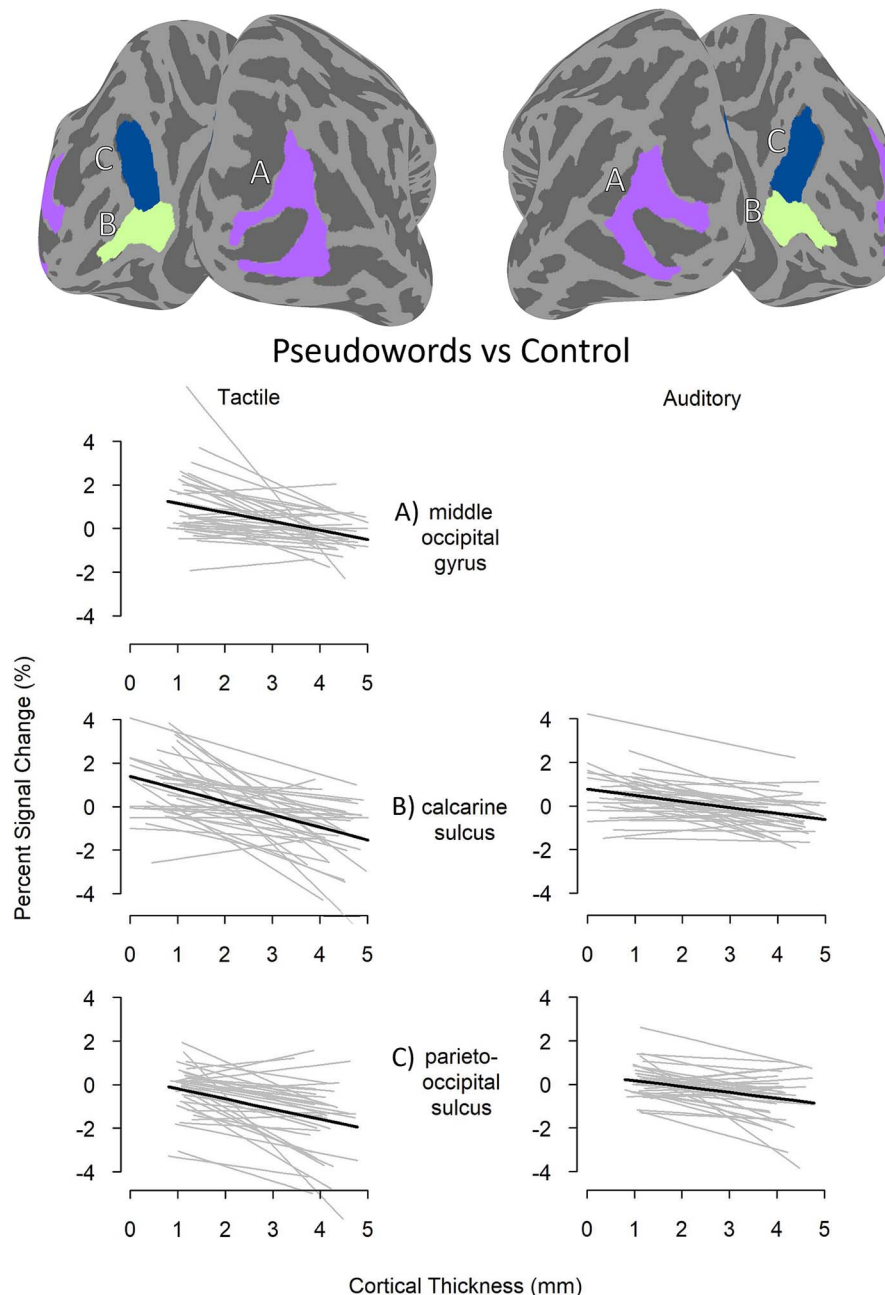 C
B
A
A
C
B
Pseudowords vs Control
Tactile
Auditory
4
2
0
-2
-4
0 1 2 3 4 5
A) middle
occipital
gyrus
4
2
0
-2
-4
0 1 2 3 4 5
B) calcarine
sulcus
4
2
0
-2
-4
0 1 2 3 4 5
4
2
0
-2
-4
0 1 2 3 4 5
C) parieto-
occipital
sulcus
4
2
0
-2
-4
0 1 2 3 4 5
Percent Signal Change (%)
Cortical Thickness (mm)